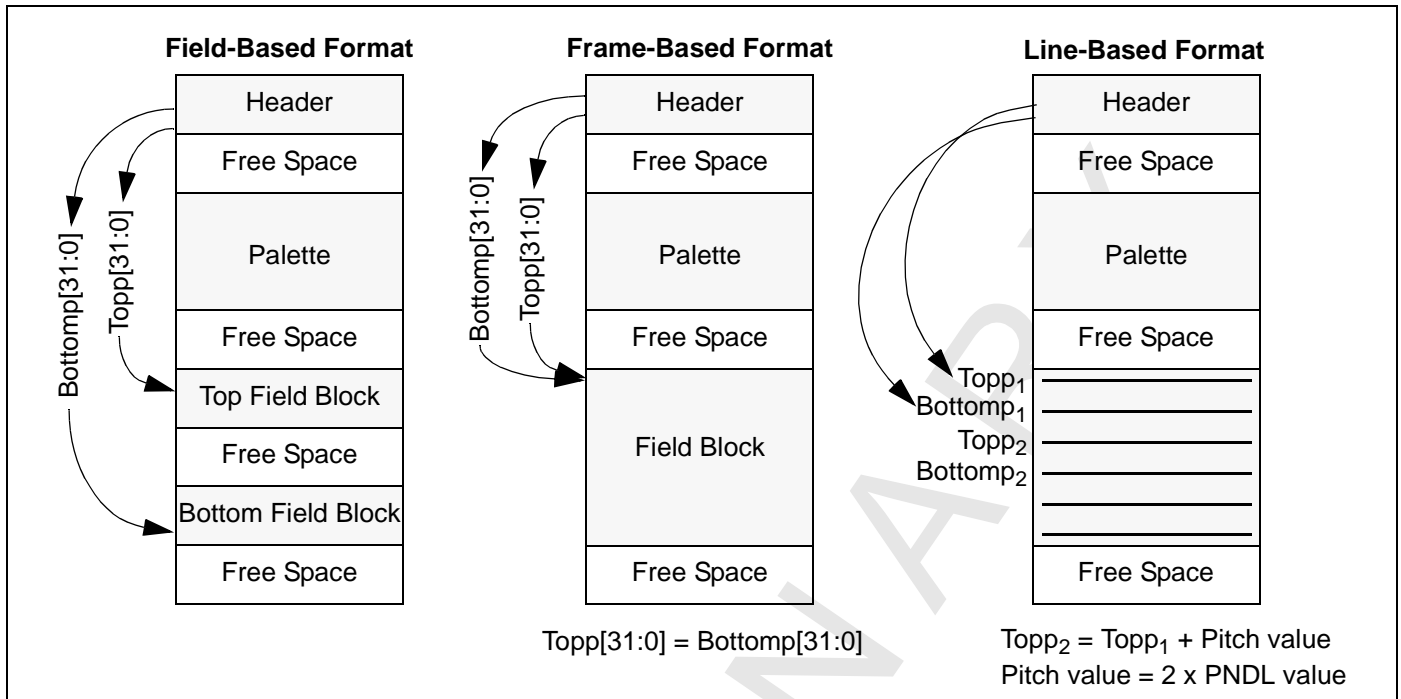 Field-Based Format
Header
Free Space
Palette
Free Space
Top Field Block
Free Space
Bottom Field Block
Free Space
Bottomp[31:0]
Topp[31:0]
Frame-Based Format
Header
Free Space
Palette
Free Space
Field Block
Free Space
Bottomp[31:0]
Topp[31:0]
Topp[31:0] = Bottomp[31:0]
Line-Based Format
Header
Free Space
Palette
Free Space
Topp1
Bottomp1
Topp2
Bottomp2
Free Space
Topp2 = Topp1 + Pitch value
Pitch value = 2 x PNDL value